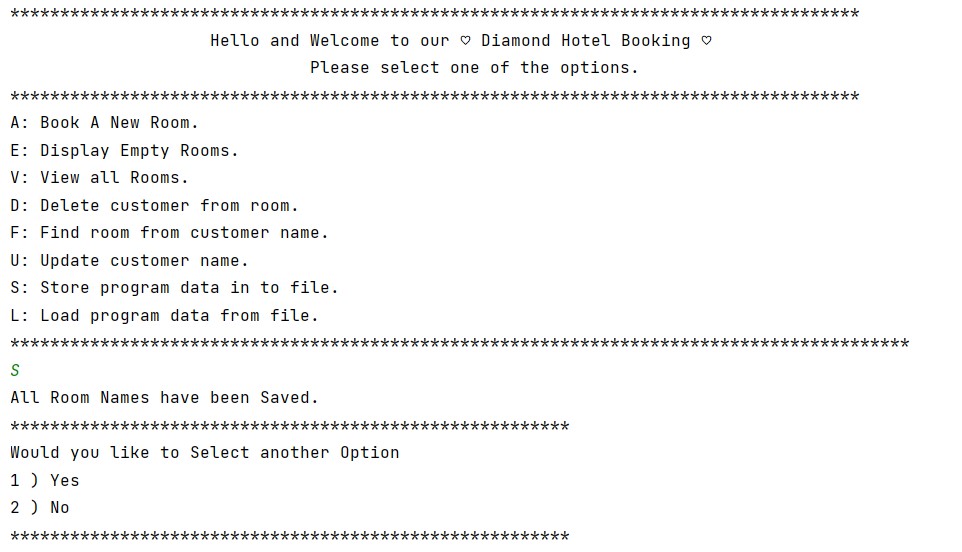 *************************************************************************************
Hello and Welcome to our ♡ Diamond Hotel Booking ♡
Please select one of the options.
*************************************************************************************
A: Book A New Room.
E: Display Empty Rooms.
V: View all Rooms.
D: Delete customer from room.
F: Find room from customer name.
U: Update customer name.
S: Store program data in to file.
L: Load program data from file.
******************************************************************************************
S
All Room Names have been Saved.
********************************************************
Would you like to Select another Option
1 ) Yes
2 ) No
********************************************************